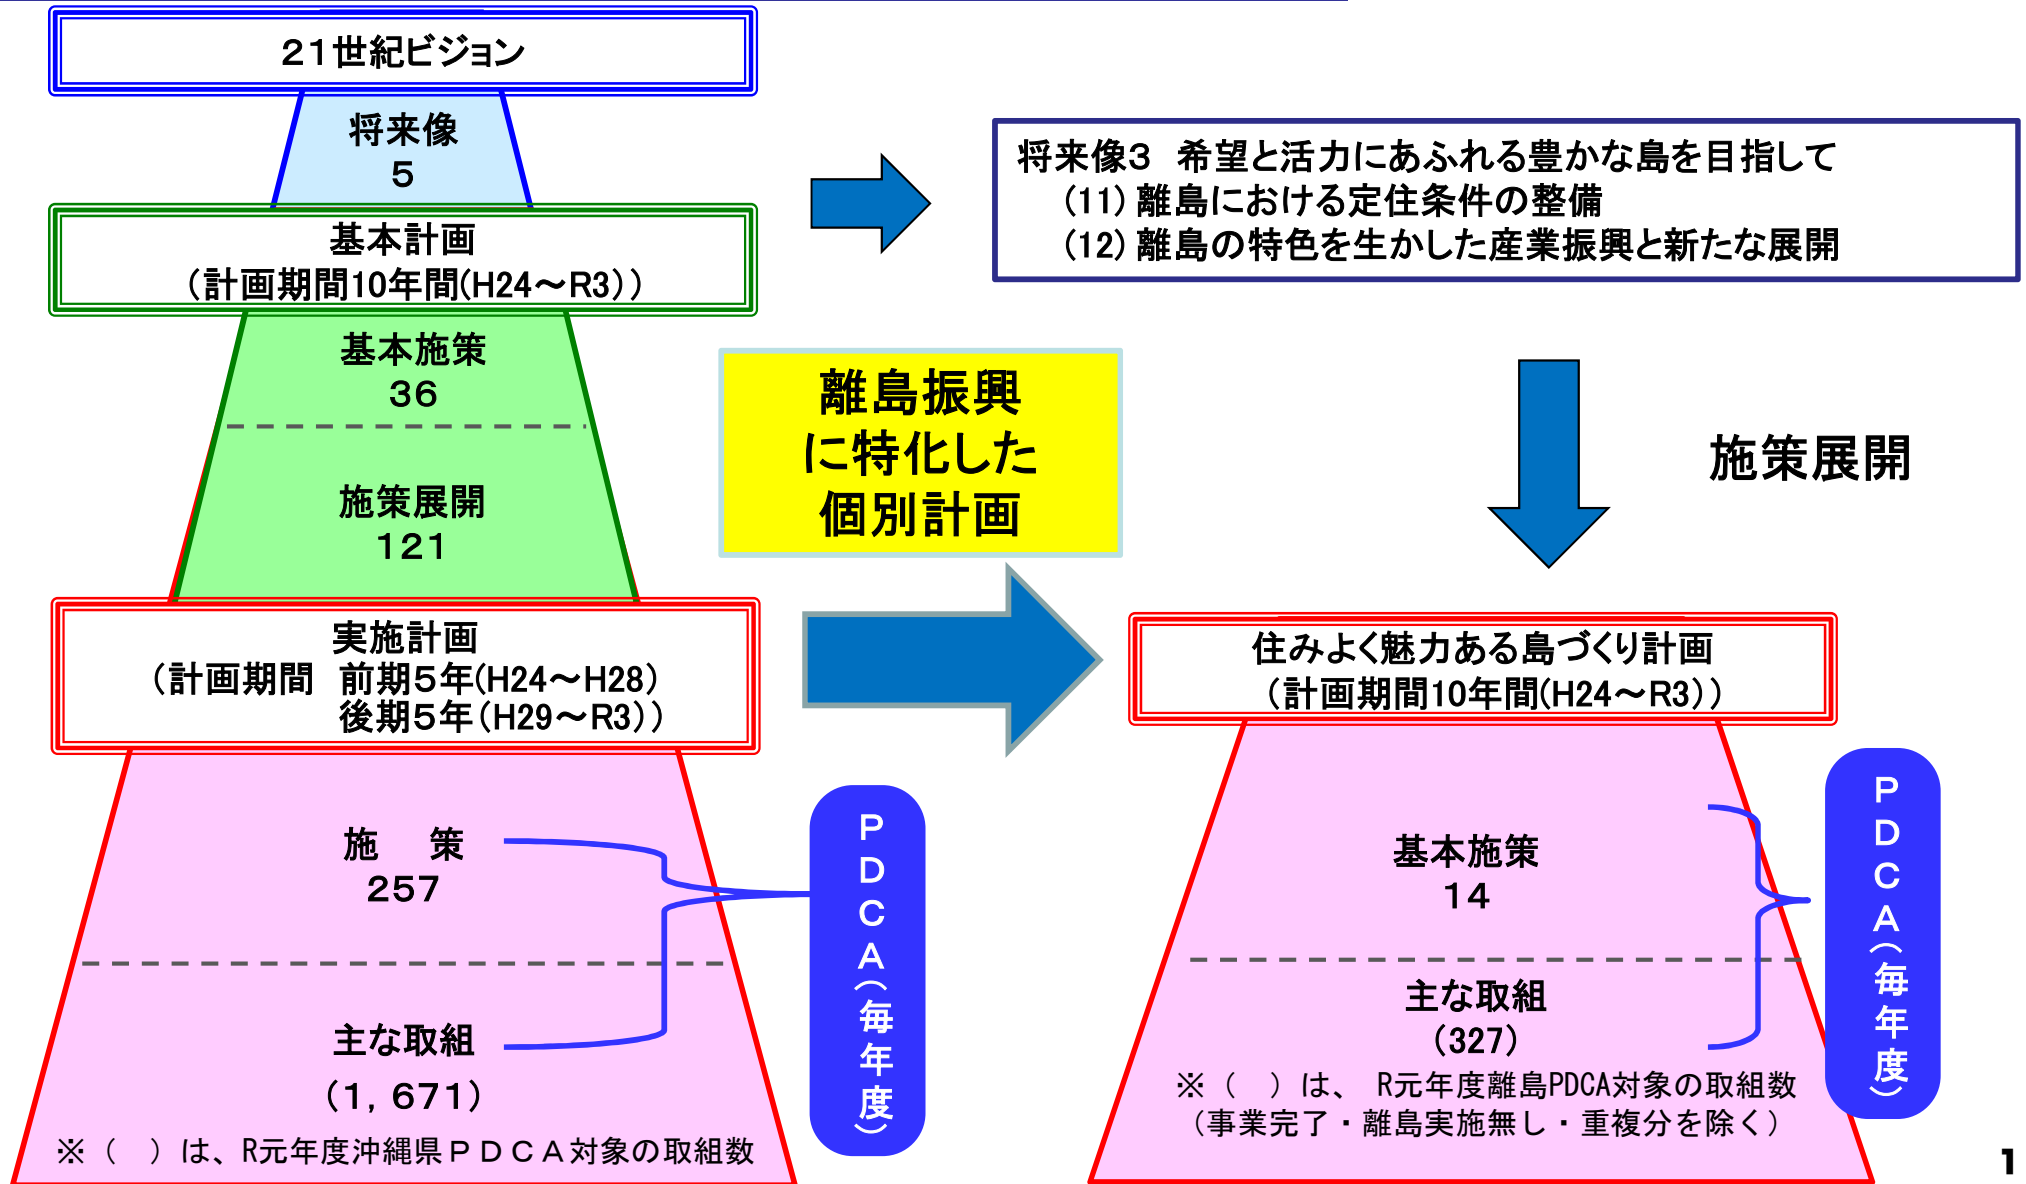 21世紀ビジョン
将来像
5
基本計画
（計画期間10年間(H24～R3)）
基本施策
36
施策展開
121
実施計画
（計画期間　前期5年(H24～H28)
後期5年(H29～R3)）
施　策
257
主な取組
(1,671)
※（　）は、R元年度沖縄県ＰＤＣＡ対象の取組数
ＰＤＣＡ（毎年度）
将来像3　希望と活力にあふれる豊かな島を目指して
(11) 離島における定住条件の整備
(12) 離島の特色を生かした産業振興と新たな展開
離島振興
に特化した
個別計画
施策展開
住みよく魅力ある島づくり計画
（計画期間10年間(H24～R3)）
基本施策
14
主な取組
(327)
※（　）は、 R元年度離島PDCA対象の取組数
（事業完了・離島実施無し・重複分を除く）
ＰＤＣＡ（毎年度）
1